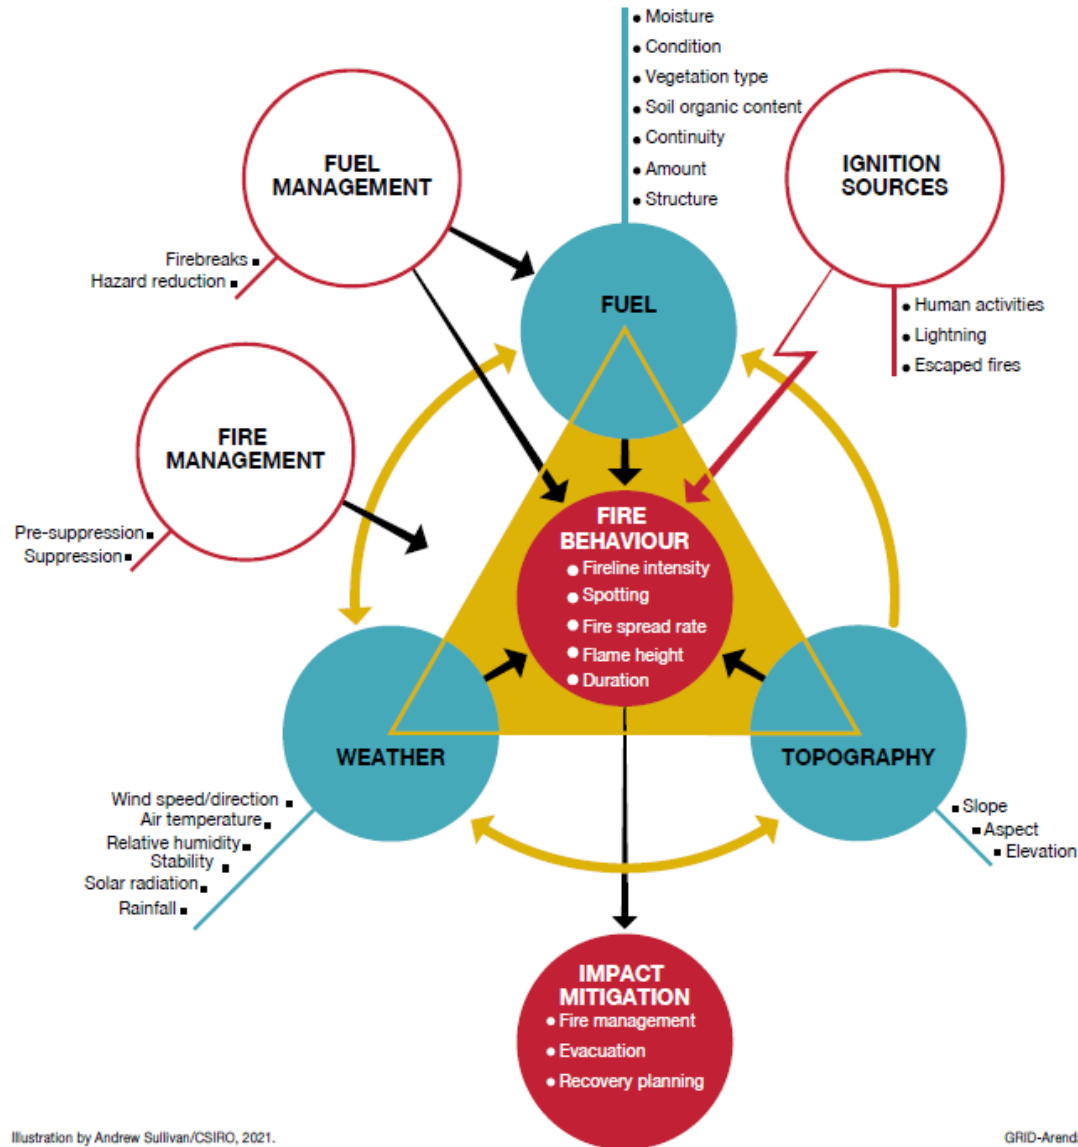 Moisture
Condition
Vegetation type
Soil organic content
Continuity
Amount
Structure
FUEL
MANAGEMENT
Firebreaks
Hazard reduction
IGNITION
SOURCES
Human activities
Lightning
Escaped fires
FUEL
FIRE
MANAGEMENT
Pre-suppression
Suppression
FIRE
BEHAVIOUR
Fireline intensity
Spotting
Fire spread rate
Flame height
Duration
WEATHER
Wind speed/direction
Air temperature
Relative humidity
Stability
Solar radiation
Rainfall
TOPOGRAPHY
Slope
Aspect
Elevation
IMPACT
MITIGATION
Fire management
Evacuation
Recovery planning
Illustration by Andrew Sullivan/CSIRO, 2021.
GRID-Arend